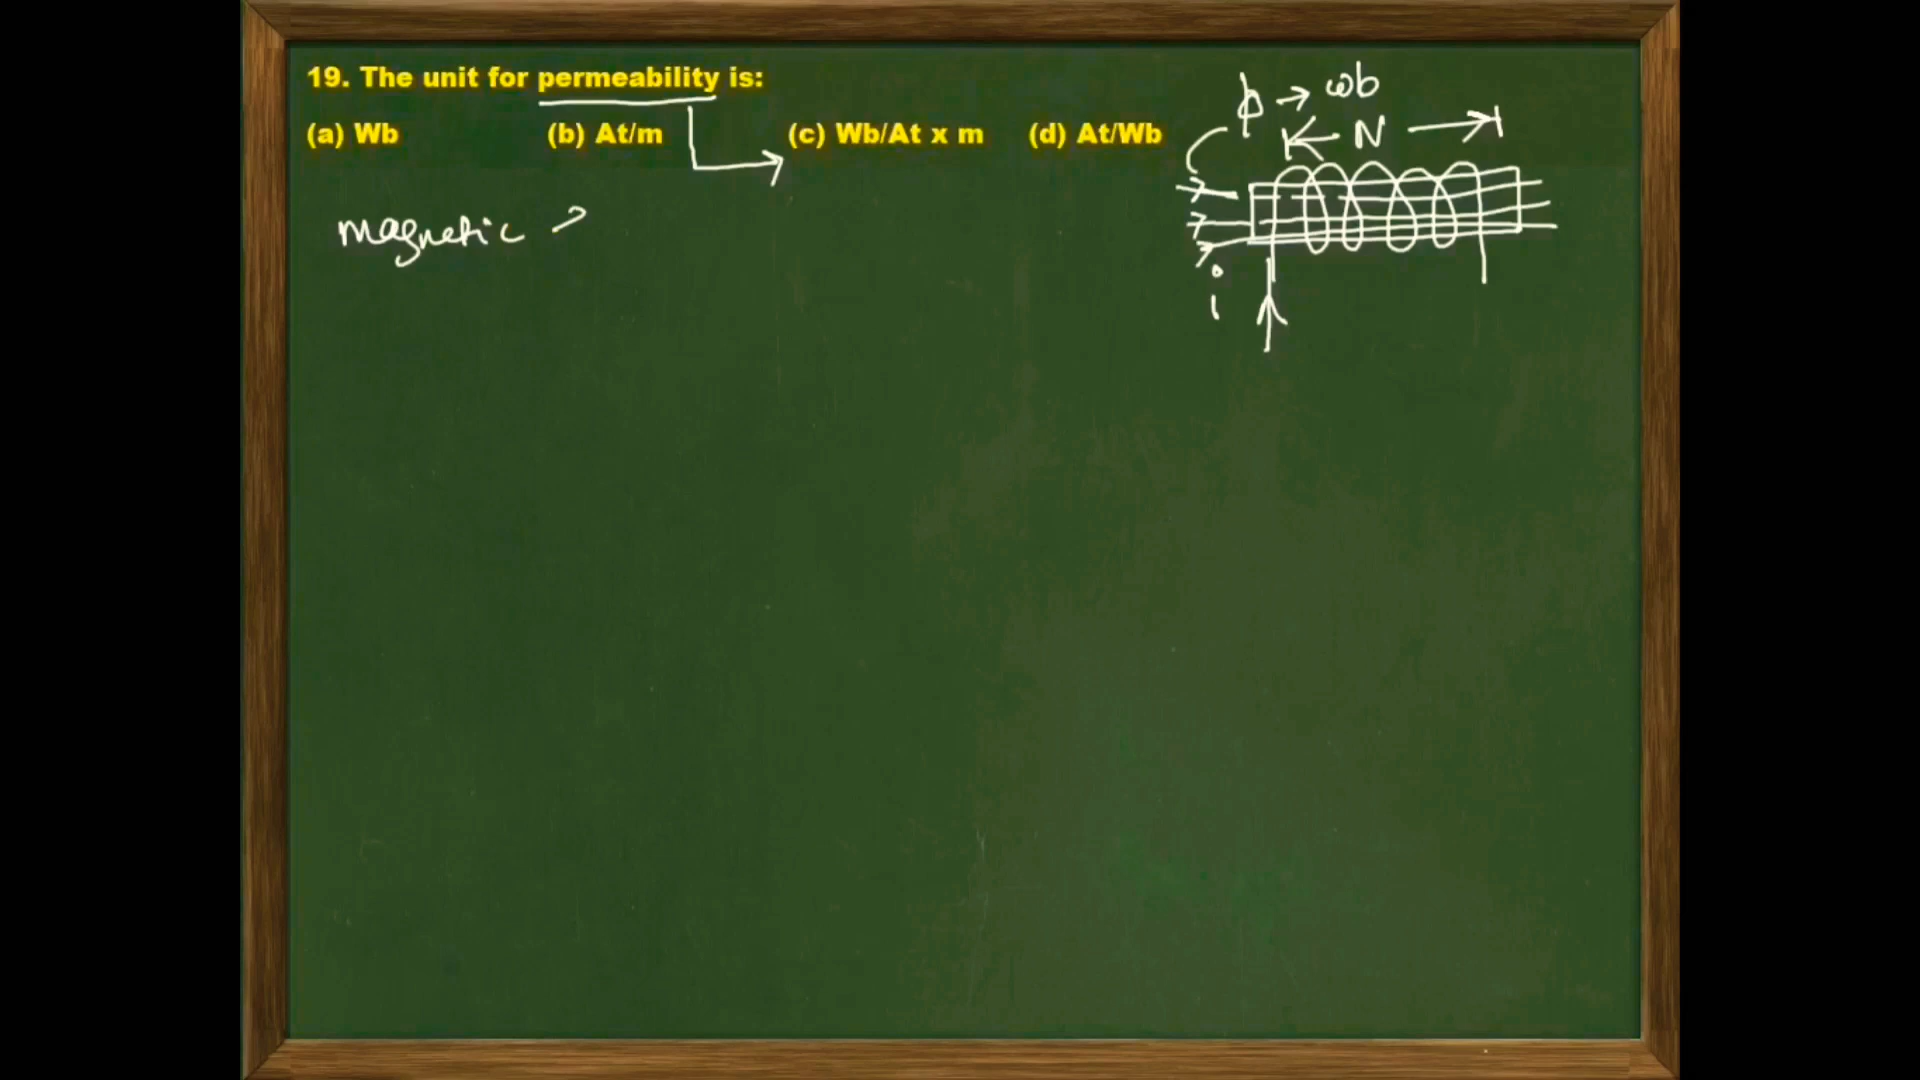 19. The unit for permeability is:
(a) Wb (b) At/m (c) Wb/At x m (d) At/Wb
ϕ → wb
N
magnetic
i